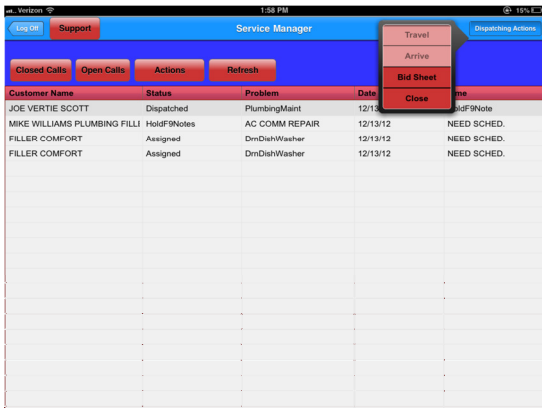 Verizon 1:58 PM 15%
Log Off Support Service Manager Dispatching Actions
Travel
Arrive
Bid Sheet
Close
Closed Calls Open Calls Actions Refresh
Customer Name Status Problem Date me
JOE VERTIE SCOTT Dispatched PlumbingMaint 12/13 oldF9Note
MIKE WILLIAMS PLUMBING FILLI HoldF9Notes AC COMM REPAIR 12/13/12 NEED SCHED.
FILLER COMFORT Assigned DrnDishWasher 12/13/12 NEED SCHED.
FILLER COMFORT Assigned DrnDishWasher 12/13/12 NEED SCHED.